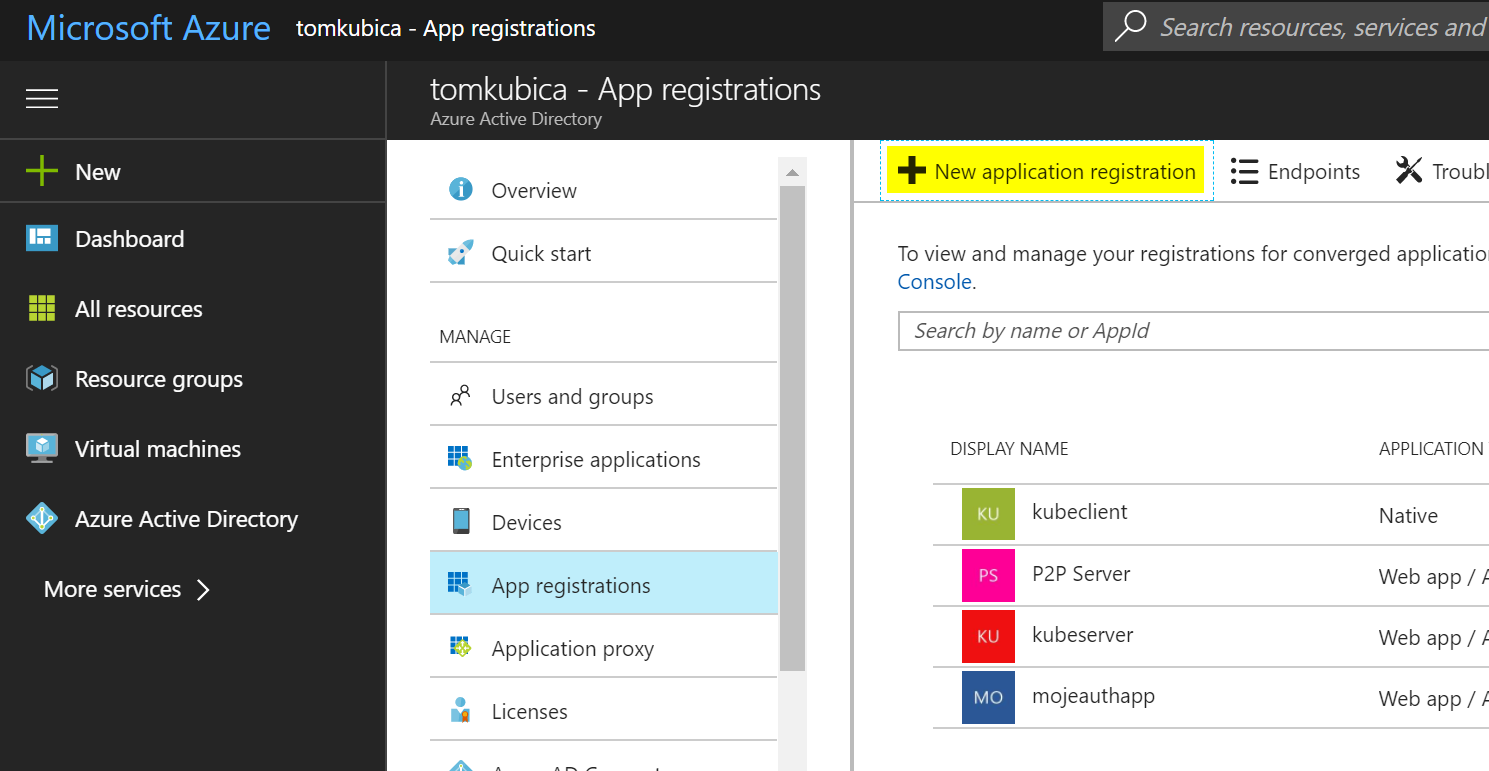 Microsoft Azure
tomkubica - App registrations
Search resources, services and
tomkubica - App registrations
Azure Active Directory
New
Dashboard
All resources
Resource groups
Virtual machines
Azure Active Directory
More services
Overview
Quick start
MANAGE
Users and groups
Enterprise applications
Devices
App registrations
Application proxy
Licenses
New application registration
Endpoints
Troubl
To view and manage your registrations for converged applicatio
Console.
Search by name or AppId
DISPLAY NAME
APPLICATION
KU
kubeclient
Native
PS
P2P Server
Web app / A
KU
kubeserver
Web app / A
MO
mojeauthapp
Web app / A